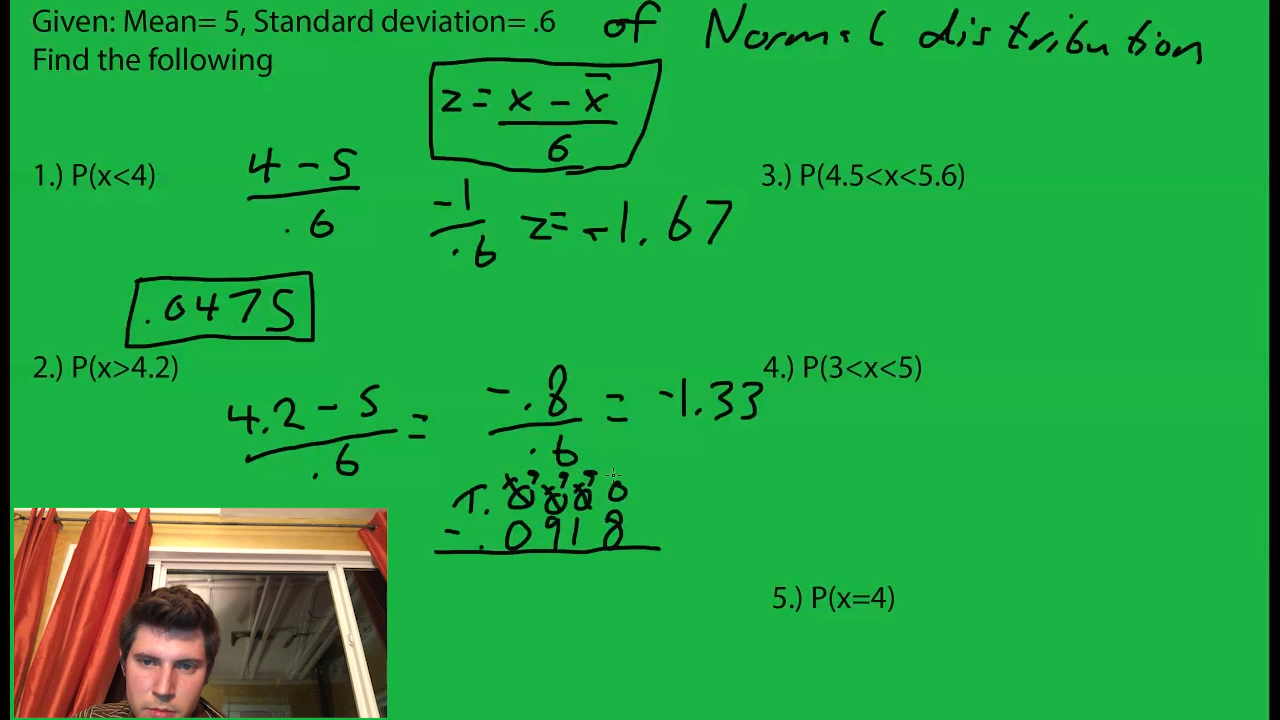 Given: Mean= 5, Standard deviation= .6 of Normal distribution
Find the following
z = x - x̄ / 6
1.) P(x<4)
4 - 5 / .6
-1 / .6 z = -1.67
.0475
2.) P(x>4.2)
4.2 - 5 / .6 = -.8 / .6 = -1.33
1.0000
- .0918
3.) P(4.5<x<5.6)
4.) P(3<x<5)
5.) P(x=4)